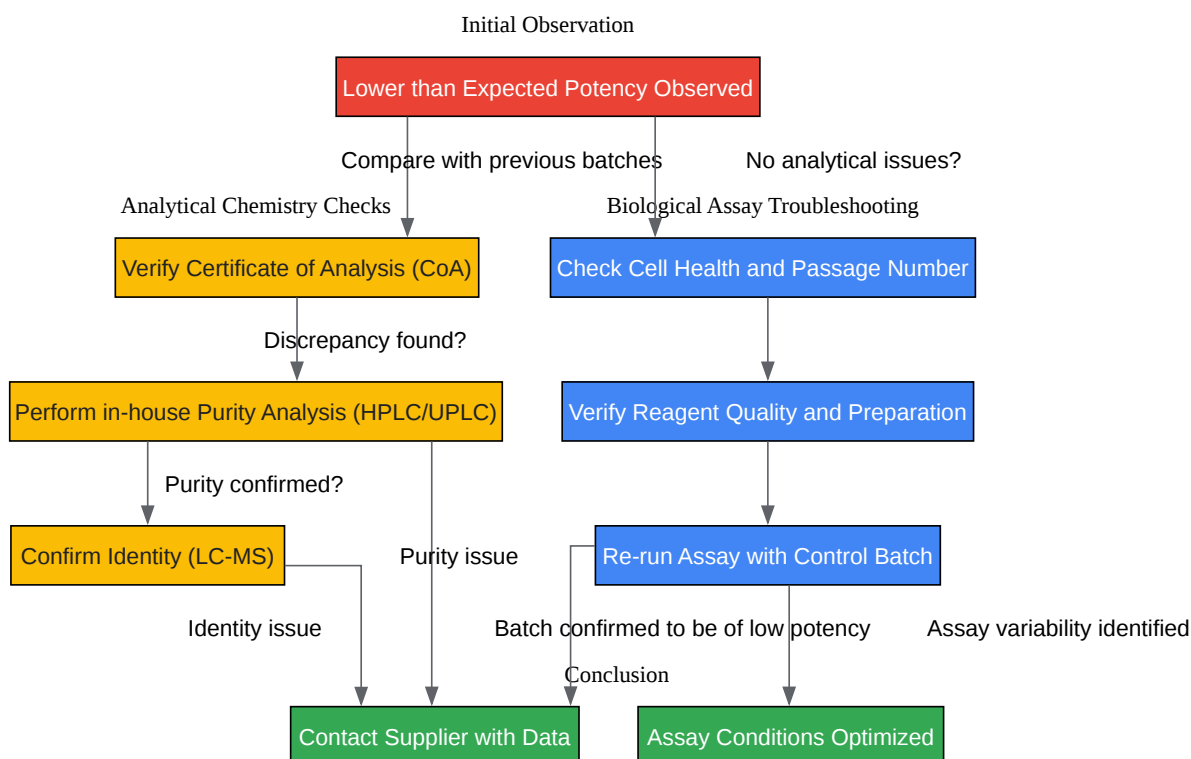 Initial Observation
Lower than Expected Potency Observed
Compare with previous batches
No analytical issues?
Analytical Chemistry Checks
Biological Assay Troubleshooting
Verify Certificate of Analysis (CoA)
Check Cell Health and Passage Number
Discrepancy found?
Perform in-house Purity Analysis (HPLC/UPLC)
Verify Reagent Quality and Preparation
Purity confirmed?
Confirm Identity (LC-MS)
Purity issue
Re-run Assay with Control Batch
Identity issue
Batch confirmed to be of low potency
Assay variability identified
Conclusion
Contact Supplier with Data
Assay Conditions Optimized